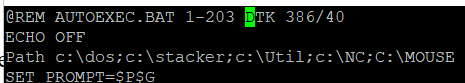 @REM AUTOEXEC.BAT 1-203 DTK 386/40
ECHO OFF
Path c:\dos;c:\stacker;c:\Util;c:\NC;C:\MOUSE
SET PROMPT=$P$G